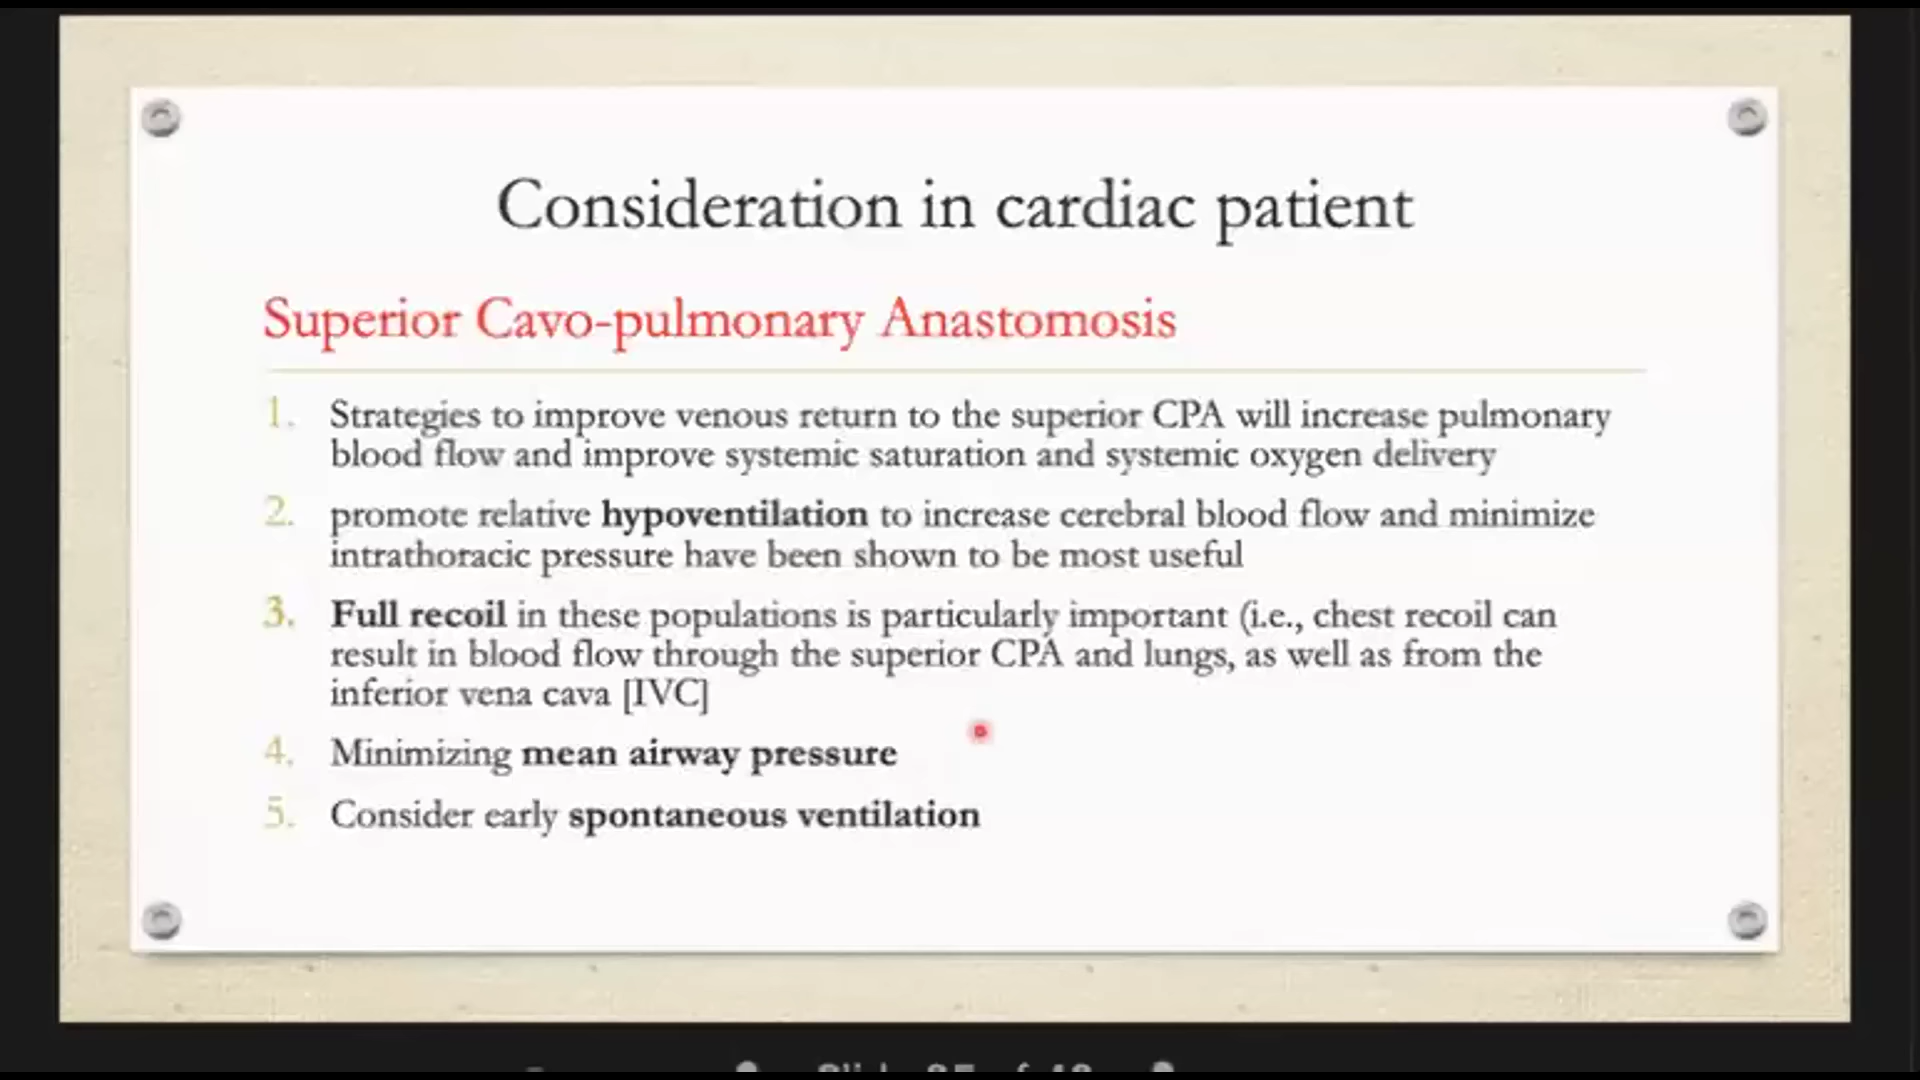 Consideration in cardiac patient
Superior Cavo-pulmonary Anastomosis
1. Strategies to improve venous return to the superior CPA will increase pulmonary
blood flow and improve systemic saturation and systemic oxygen delivery
2. promote relative hypoventilation to increase cerebral blood flow and minimize
intrathoracic pressure have been shown to be most useful
3. Full recoil in these populations is particularly important (i.e., chest recoil can
result in blood flow through the superior CPA and lungs, as well as from the
inferior vena cava [IVC]
4. Minimizing mean airway pressure
5. Consider early spontaneous ventilation